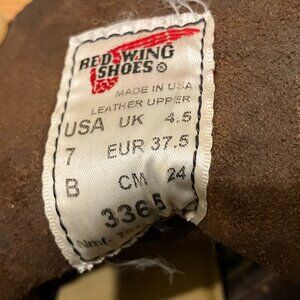 RED WING
SHOES®
MADE IN USA
LEATHER UPPER
USA UK 4.5
7 EUR 37.5
B CM 24
3365